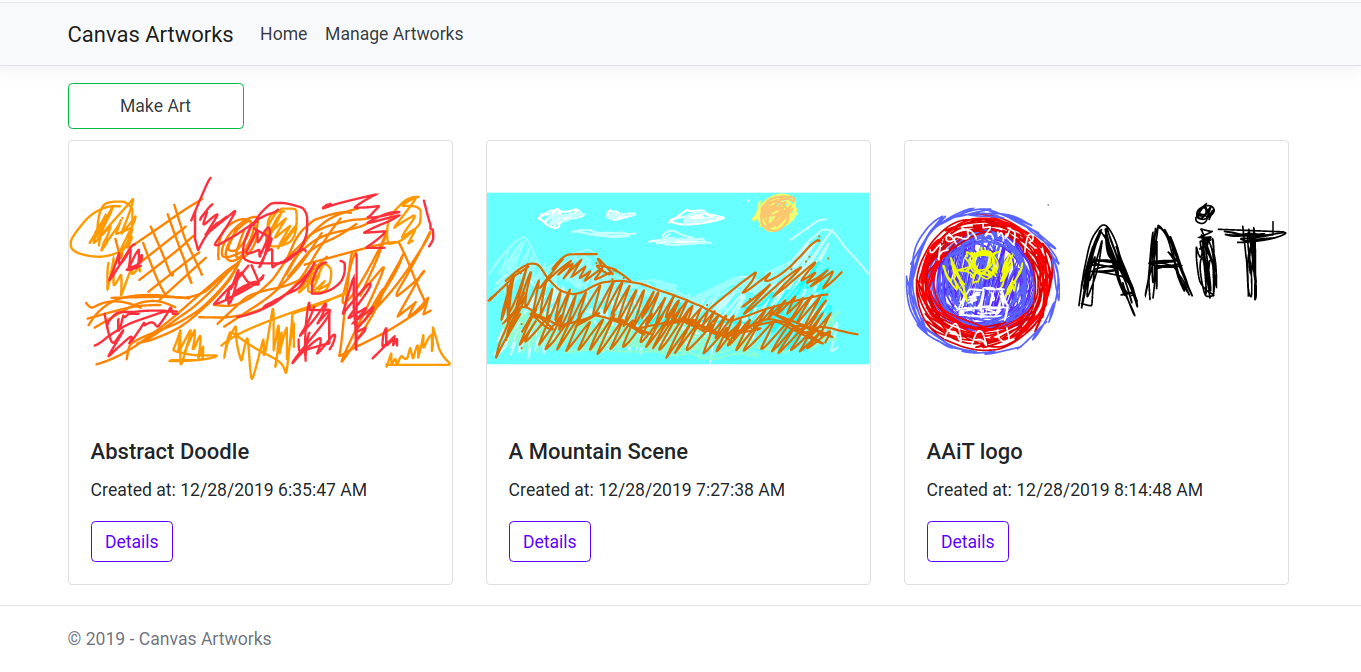 Canvas Artworks Home Manage Artworks
Make Art
AAiT
Abstract Doodle
Created at: 12/28/2019 6:35:47 AM
Details
A Mountain Scene
Created at: 12/28/2019 7:27:38 AM
Details
AAiT logo
Created at: 12/28/2019 8:14:48 AM
Details
© 2019 - Canvas Artworks